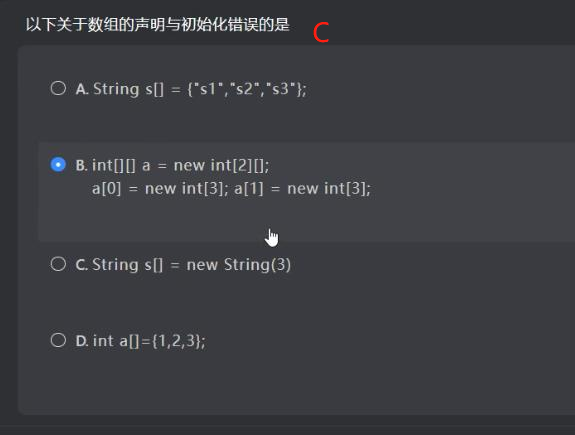 以下关于数组的声明与初始化错误的是
C
A. String s[] = {"s1","s2","s3"};
B. int[][] a = new int[2][];
a[0] = new int[3]; a[1] = new int[3];
C. String s[] = new String(3)
D. int a[]={1,2,3};